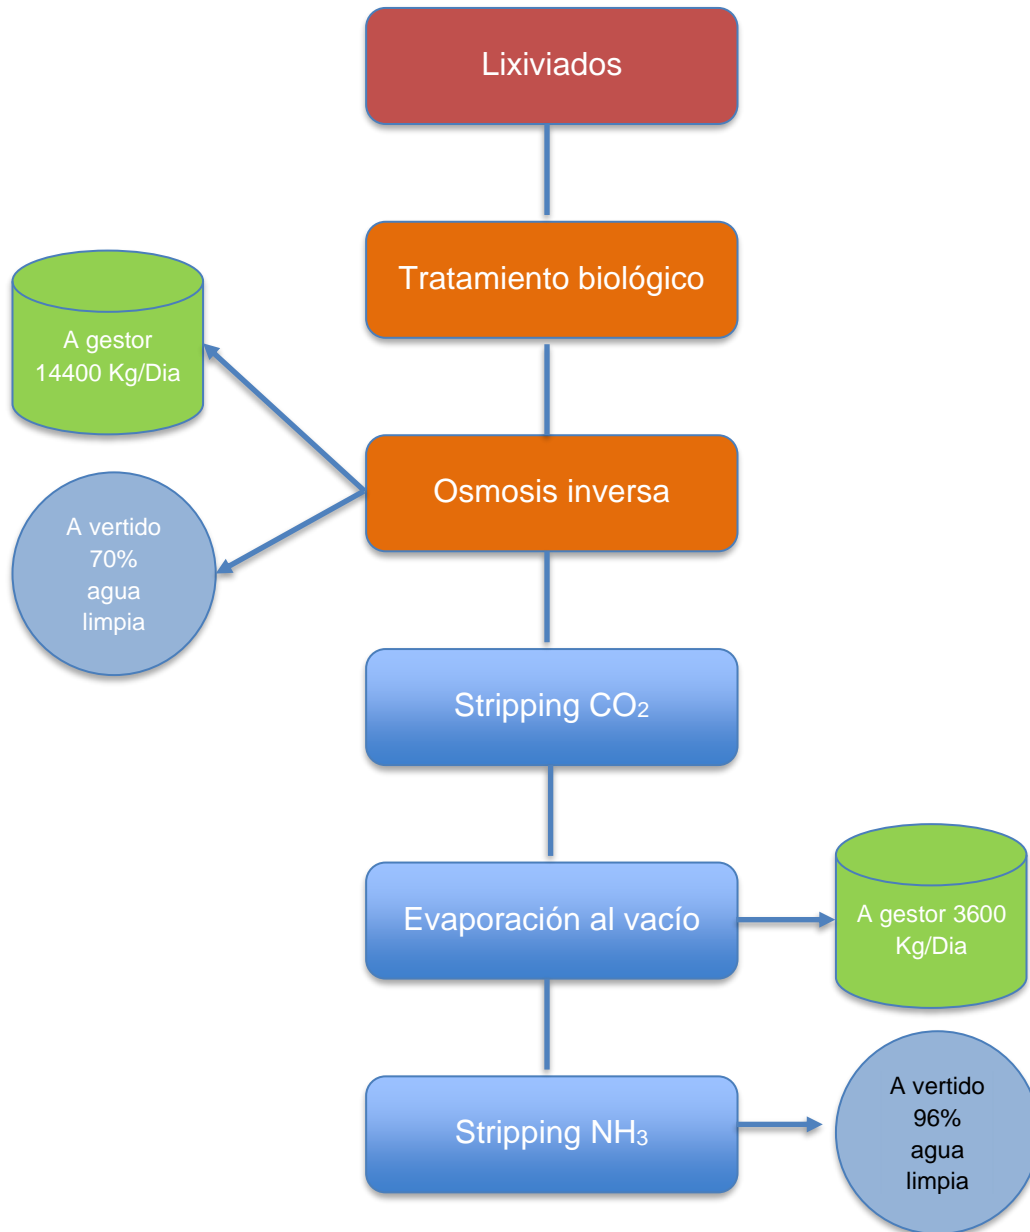 Lixiviados
Tratamiento biológico
A gestor
14400 Kg/Dia
Osmosis inversa
A vertido
70%
agua
limpia
Stripping CO₂
Evaporación al vacío
A gestor 3600
Kg/Dia
Stripping NH₃
A vertido
96%
agua
limpia